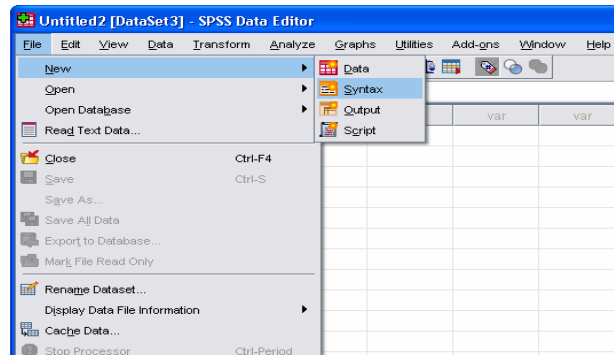 Untitled2 [DataSet3] - SPSS Data Editor
File Edit View Data Transform Analyze Graphs Utilities Add-ons Window Help
New
Open
Open Database
Read Text Data...
Close Ctrl-F4
Save Ctrl-S
Save As...
Save All Data
Export to Database...
Mark File Read Only
Rename Dataset...
Display Data File Information
Cache Data...
Stop Processor Ctrl-Period
Data
Syntax
Output
Script
var var